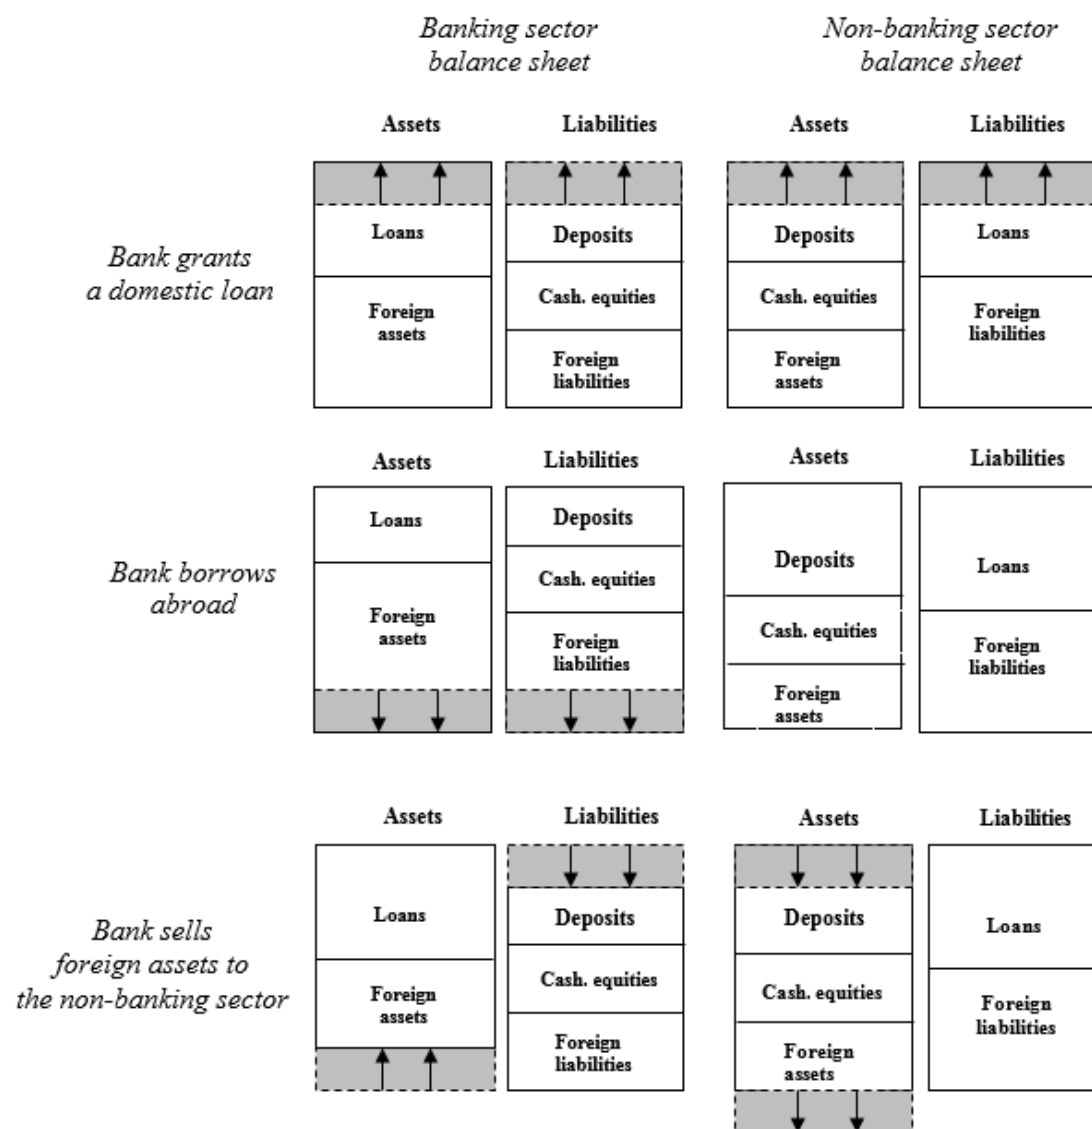 Banking sector
balance sheet
Non-banking sector
balance sheet
Assets
Liabilities
Assets
Liabilities
Bank grants
a domestic loan
Loans
Foreign
assets
Deposits
Cash. equities
Foreign
liabilities
Deposits
Cash. equities
Foreign
assets
Loans
Foreign
liabilities
Assets
Liabilities
Assets
Liabilities
Bank borrows
abroad
Loans
Foreign
assets
Deposits
Cash. equities
Foreign
liabilities
Deposits
Cash. equities
Foreign
assets
Loans
Foreign
liabilities
Assets
Liabilities
Assets
Liabilities
Bank sells
foreign assets to
the non-banking sector
Loans
Foreign
assets
Deposits
Cash. equities
Foreign
liabilities
Deposits
Cash. equities
Foreign
assets
Loans
Foreign
liabilities